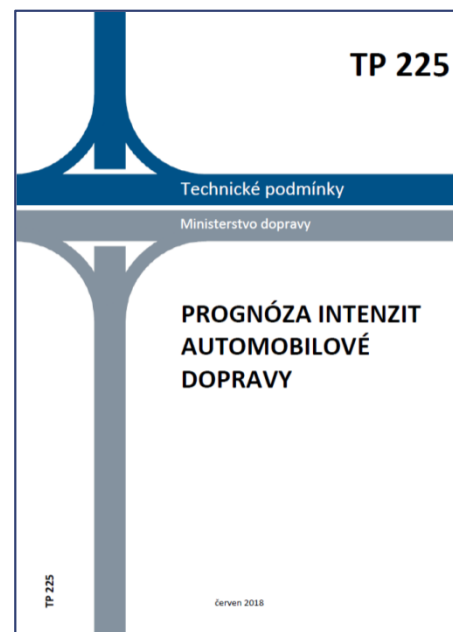 TP 225
Technické podmínky
Ministerstvo dopravy
PROGNÓZA INTENZIT
AUTOMOBILOVÉ
DOPRAVY
TP 225
červen 2018